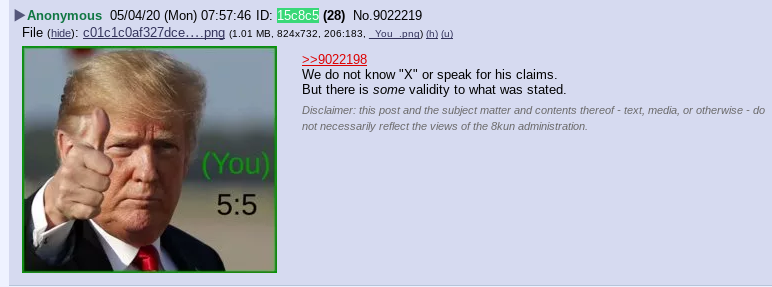 Anonymous 05/04/20 (Mon) 07:57:46 ID: 15c8c5 (28) No.9022219
File (hide): c01c1c0af327dce….png (1.01 MB, 824x732, 206:183, _You_.png) (h) (u)
>>9022198
We do not know "X" or speak for his claims.
But there is some validity to what was stated.
Disclaimer: this post and the subject matter and contents thereof - text, media, or otherwise - do
not necessarily reflect the views of the 8kun administration.
(You)
5:5